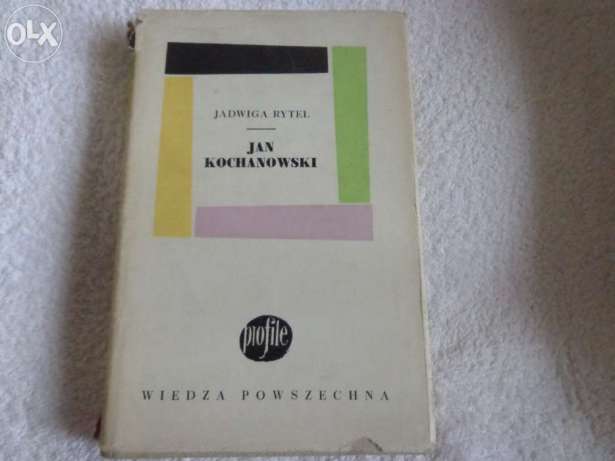 OLX
JADWIGA RYTEL
JAN
KOCHANOWSKI
profile
WIEDZA POWSZECHNA